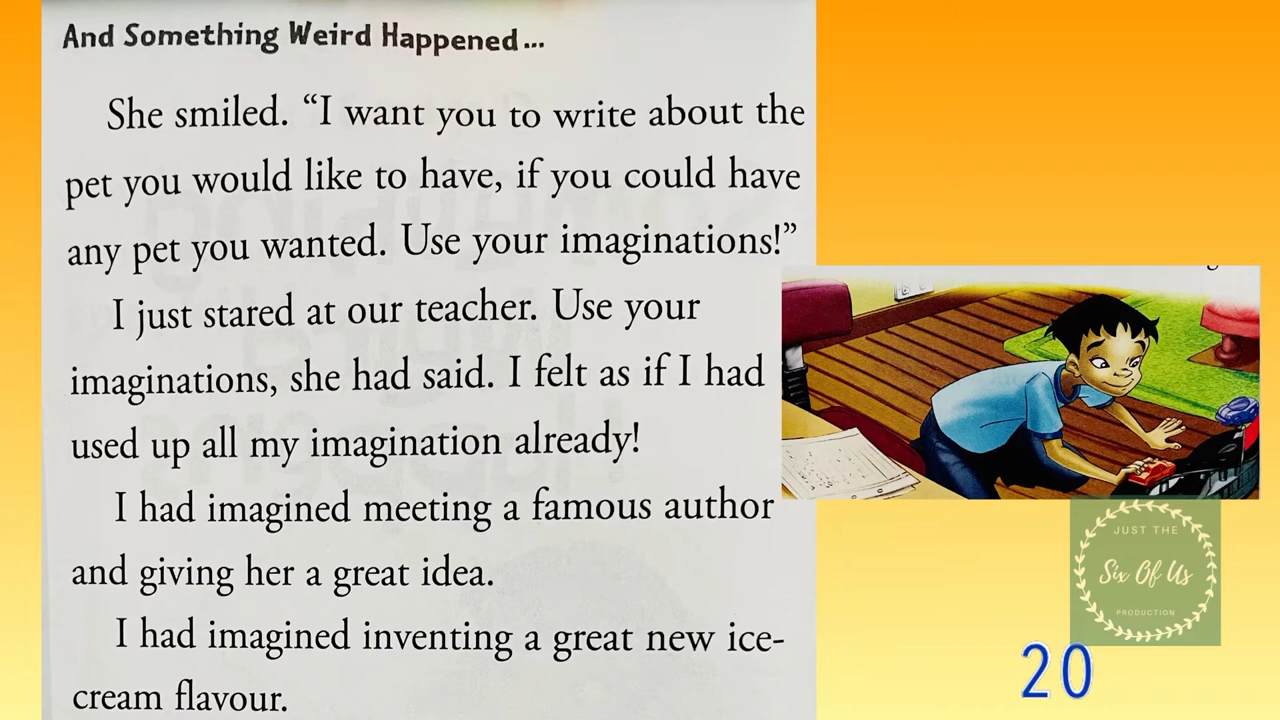 And Something Weird Happened...
She smiled. “I want you to write about the
pet you would like to have, if you could have
any pet you wanted. Use your imaginations!”
I just stared at our teacher. Use your
imaginations, she had said. I felt as if I had
used up all my imagination already!
I had imagined meeting a famous author
and giving her a great idea.
I had imagined inventing a great new ice-
cream flavour.
JUST THE
Six Of Us
PRODUCTION
20